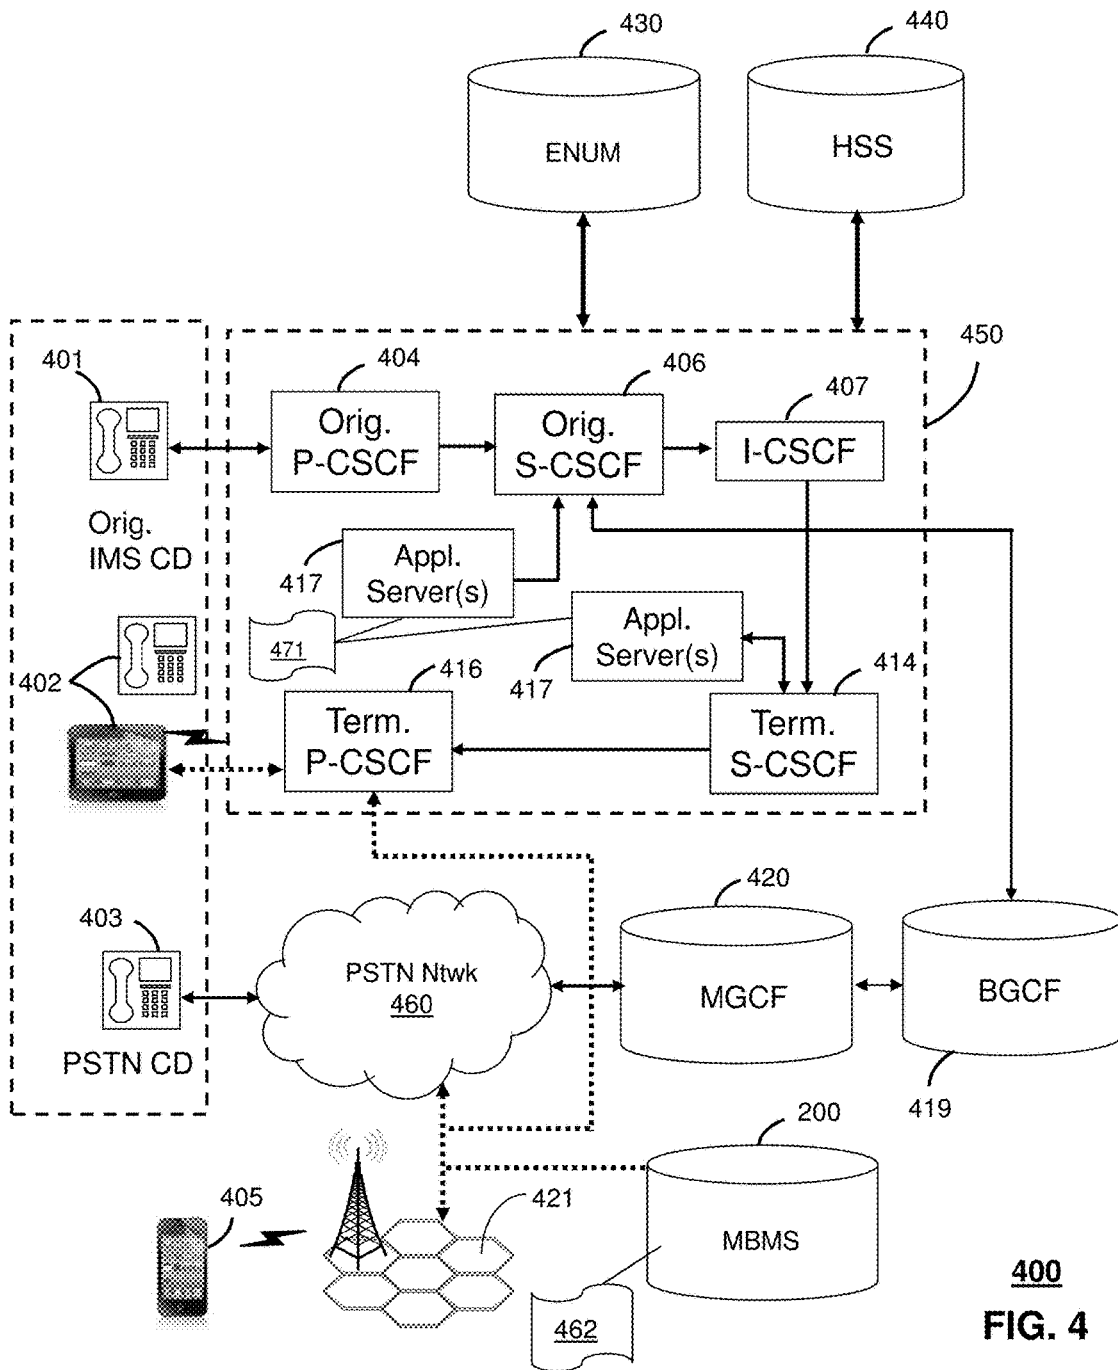 430
440
ENUM
HSS
450
401
404
406
407
Orig.
P-CSCF
Orig.
S-CSCF
I-CSCF
Orig.
IMS CD
417
Appl.
Server(s)
471
Appl.
Server(s)
417
416
414
402
Term.
P-CSCF
Term.
S-CSCF
403
420
PSTN Ntwk
460
MGCF
BGCF
PSTN CD
419
200
405
421
MBMS
462
400
FIG. 4